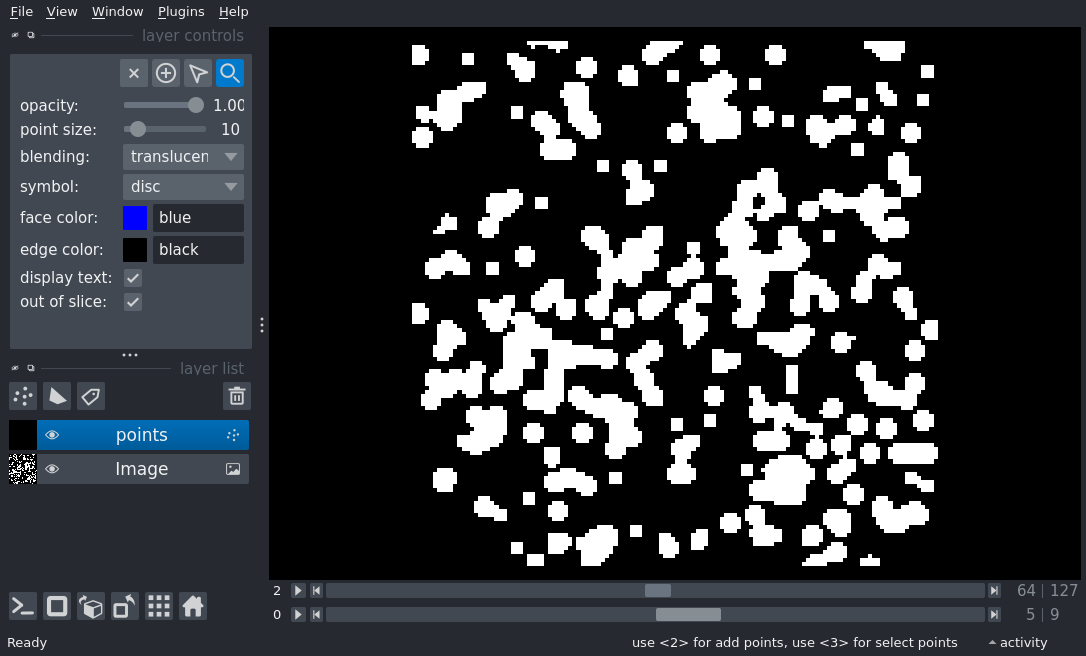 File View Window Plugins Help
layer controls
opacity: 1.00
point size: 10
blending: translucen
symbol: disc
face color: blue
edge color: black
display text:
out of slice:
layer list
points
Image
2 64 127
0 5 9
Ready use <2> for add points, use <3> for select points activity